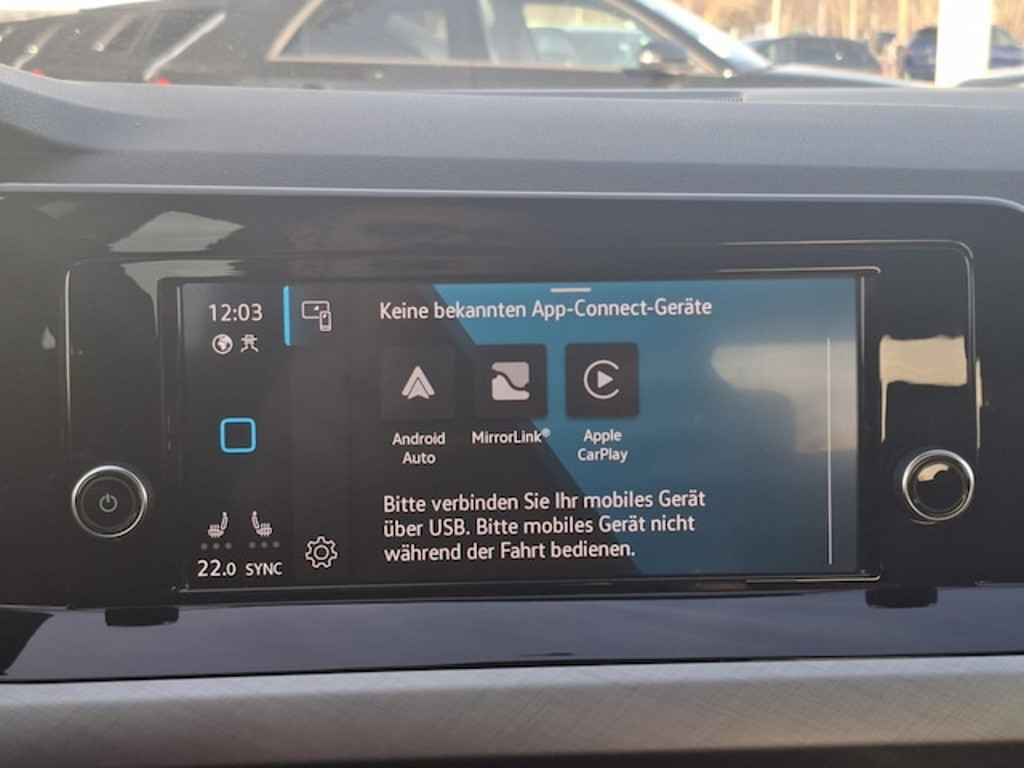 12:03
Keine bekannten App-Connect-Geräte
Android
Auto
MirrorLink®
Apple
CarPlay
Bitte verbinden Sie Ihr mobiles Gerät
über USB. Bitte mobiles Gerät nicht
während der Fahrt bedienen.
22.0 SYNC